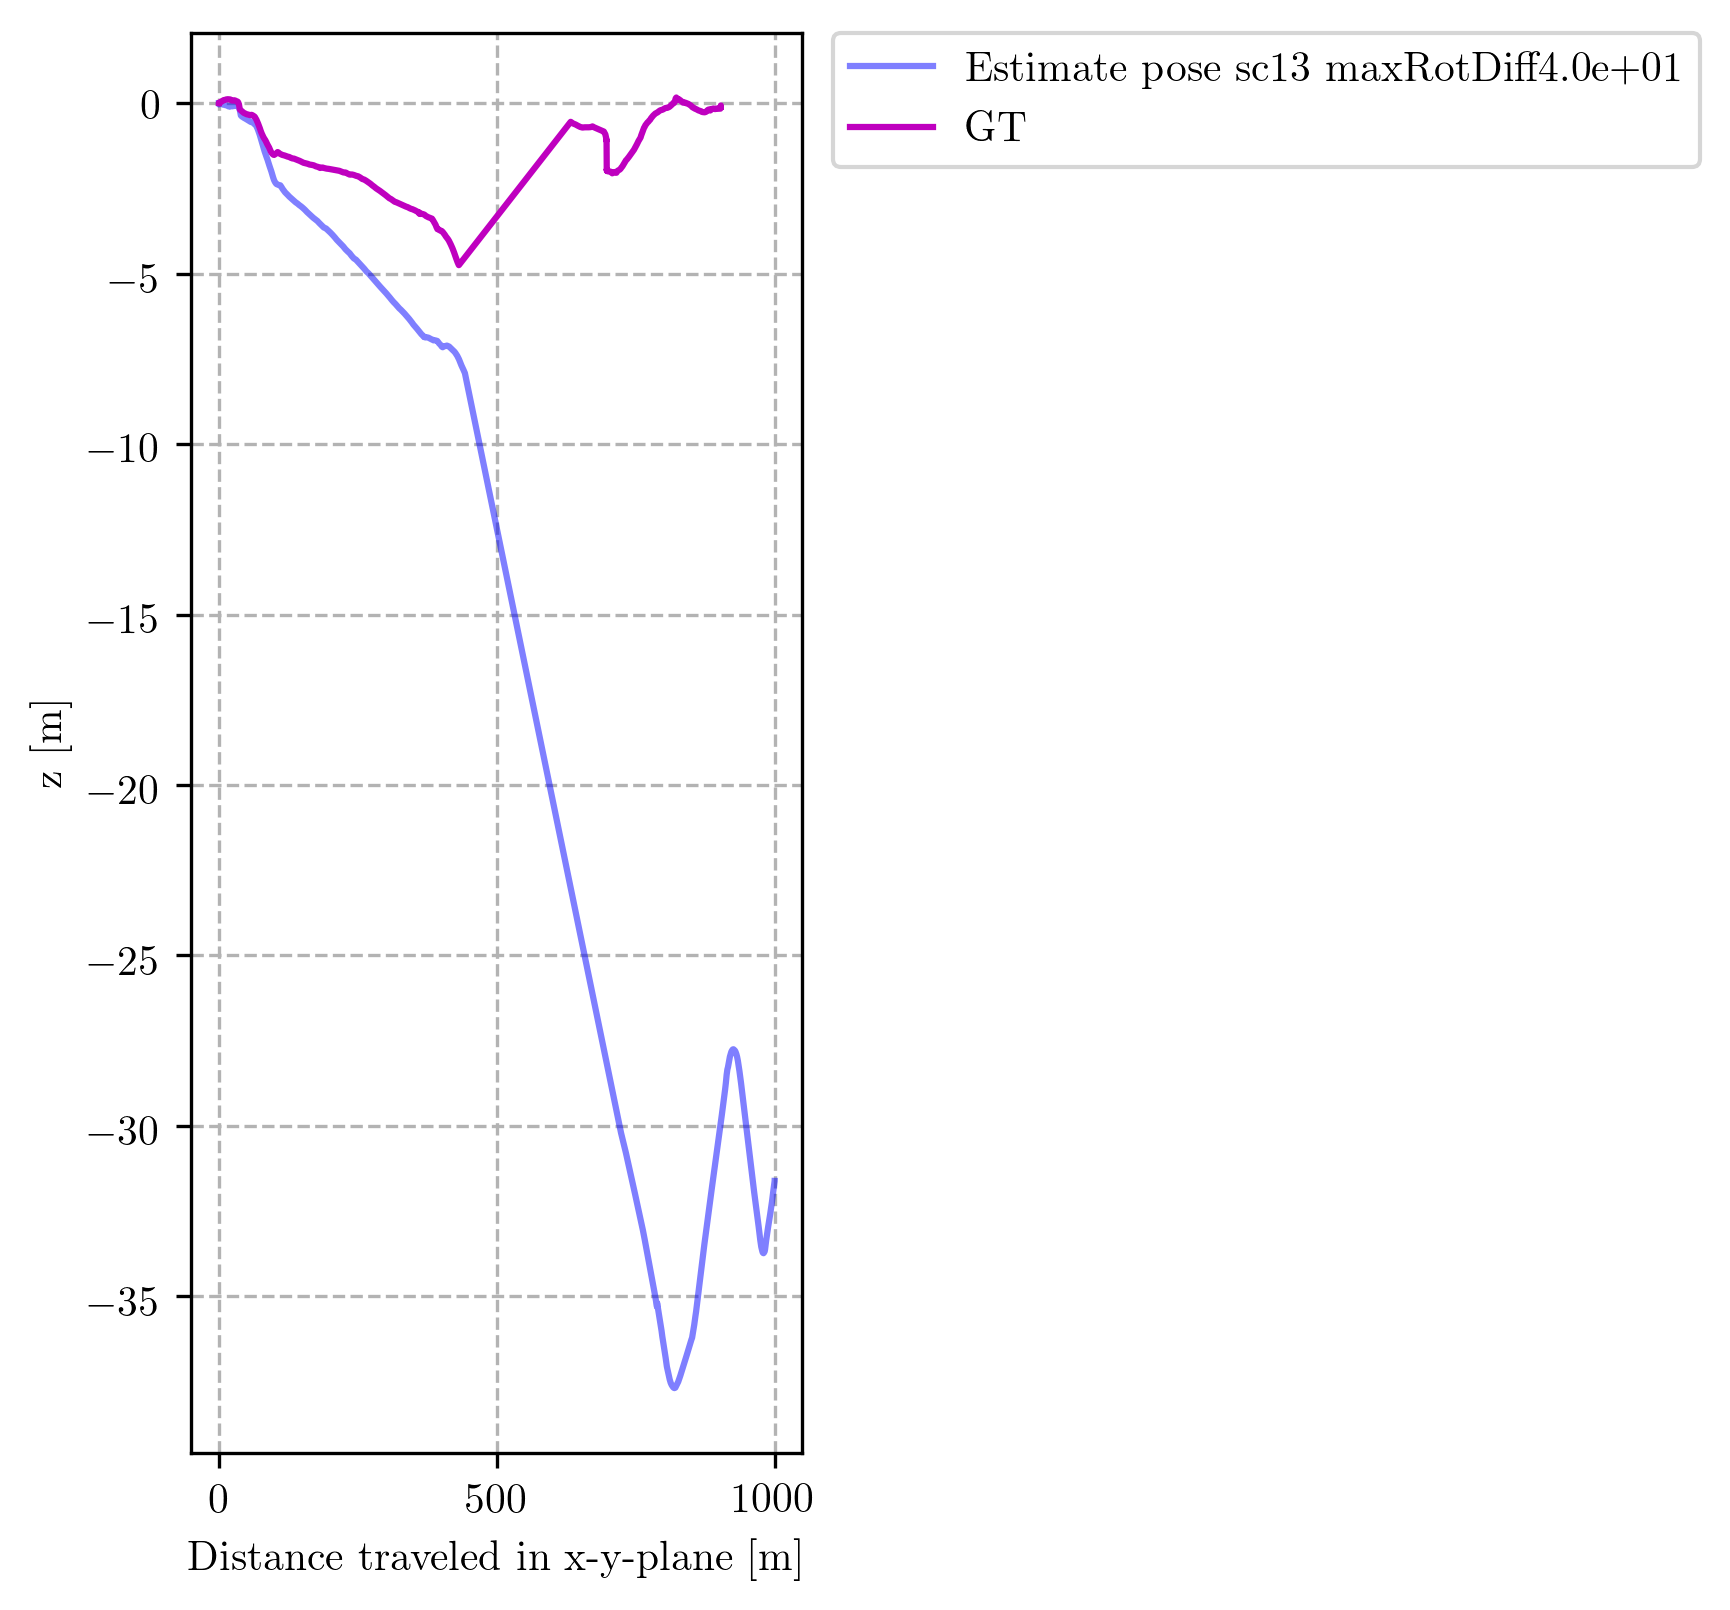 Estimate pose sc13 maxRotDiff4.0e+01
GT
0
−5
−10
−15
−20
−25
−30
−35
z [m]
0 500 1000
Distance traveled in x-y-plane [m]